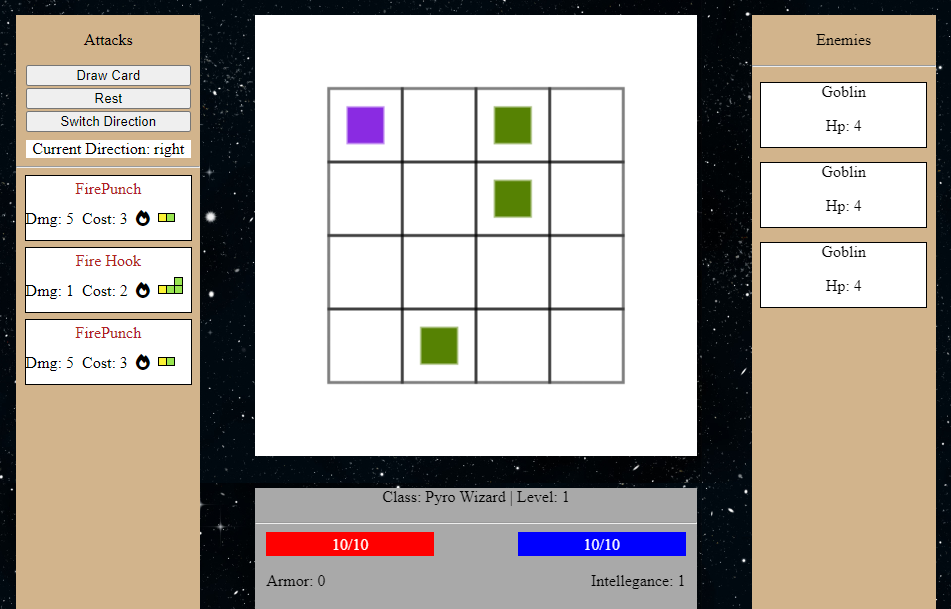 Attacks
Draw Card
Rest
Switch Direction
Current Direction: right
FirePunch
Dmg: 5 Cost: 3
Fire Hook
Dmg: 1 Cost: 2
FirePunch
Dmg: 5 Cost: 3
Class: Pyro Wizard | Level: 1
10/10 10/10
Armor: 0 Intellegance: 1
Enemies
Goblin
Hp: 4
Goblin
Hp: 4
Goblin
Hp: 4